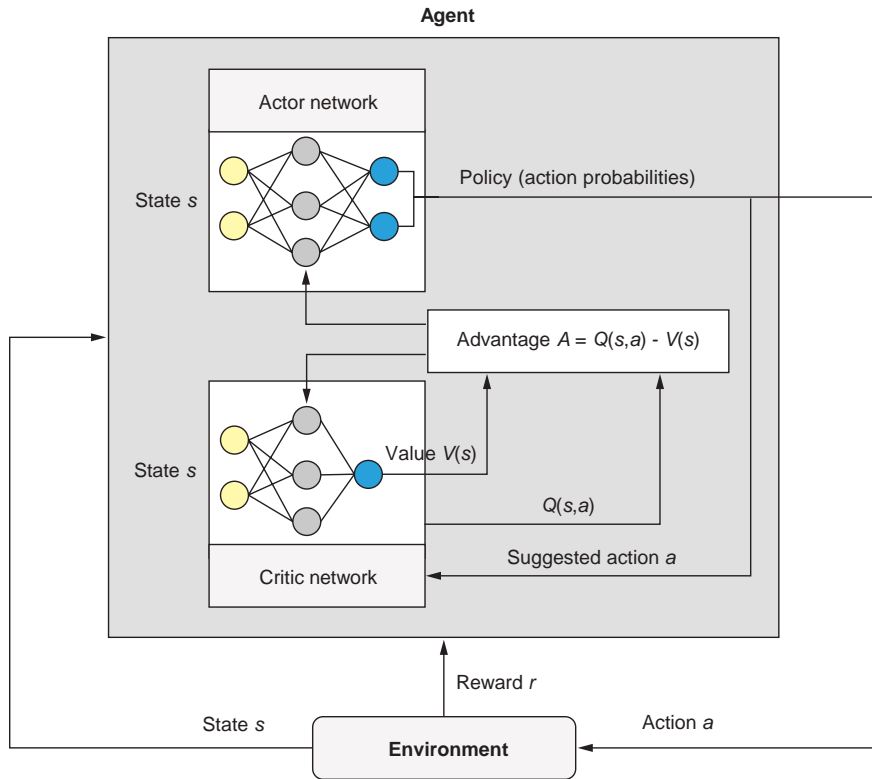 Agent
Actor network
Policy (action probabilities)
State s
Advantage A = Q(s,a) - V(s)
Value V(s)
State s
Q(s,a)
Suggested action a
Critic network
Reward r
State s
Action a
Environment